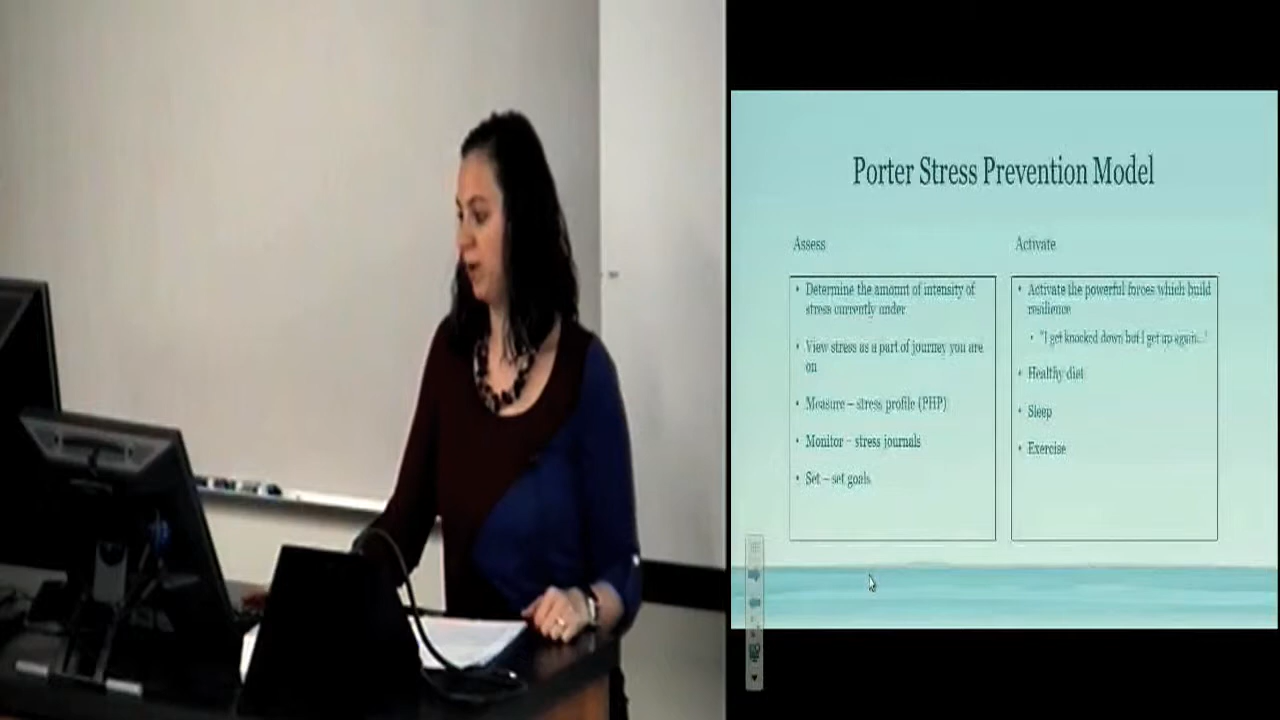 Porter Stress Prevention Model
Assess
• Determine the amount of intensity of
stress currently under
• View stress as a part of journey you are
on
• Measure – stress profile (PHP)
• Monitor – stress journals
• Set – set goals
Activate
• Activate the powerful forces which build
resilience
• "I get knocked down but I get up again..."
• Healthy diet
• Sleep
• Exercise